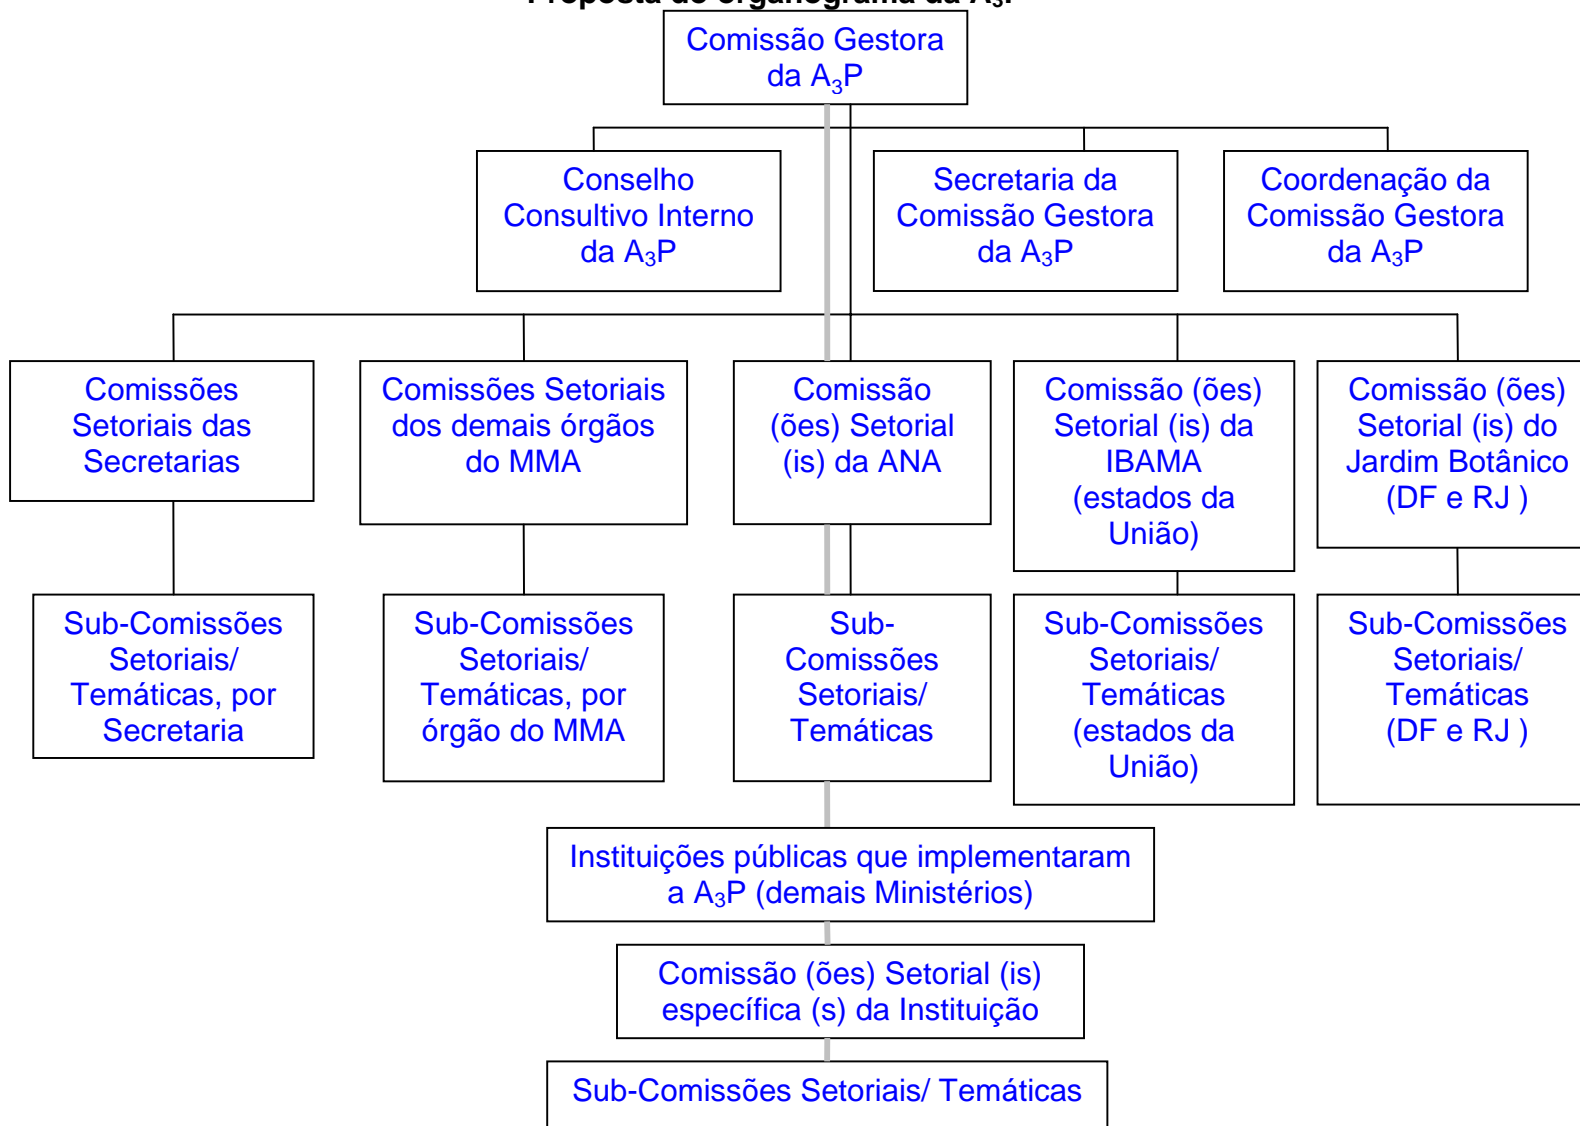 Proposta de organograma da A₃.
Comissão Gestora
da A₃P
Conselho
Consultivo Interno
da A₃P
Secretaria da
Comissão Gestora
da A₃P
Coordenação da
Comissão Gestora
da A₃P
Comissões
Setoriais das
Secretarias
Comissões Setoriais
dos demais órgãos
do MMA
Comissão
(ões) Setorial
(is) da ANA
Comissão (ões)
Setorial (is) da
IBAMA
(estados da
União)
Comissão (ões)
Setorial (is) do
Jardim Botânico
(DF e RJ )
Sub-Comissões
Setoriais/
Temáticas, por
Secretaria
Sub-Comissões
Setoriais/
Temáticas, por
órgão do MMA
Sub-
Comissões
Setoriais/
Temáticas
Sub-Comissões
Setoriais/
Temáticas
(estados da
União)
Sub-Comissões
Setoriais/
Temáticas
(DF e RJ )
Instituições públicas que implementaram
a A₃P (demais Ministérios)
Comissão (ões) Setorial (is)
específica (s) da Instituição
Sub-Comissões Setoriais/ Temáticas